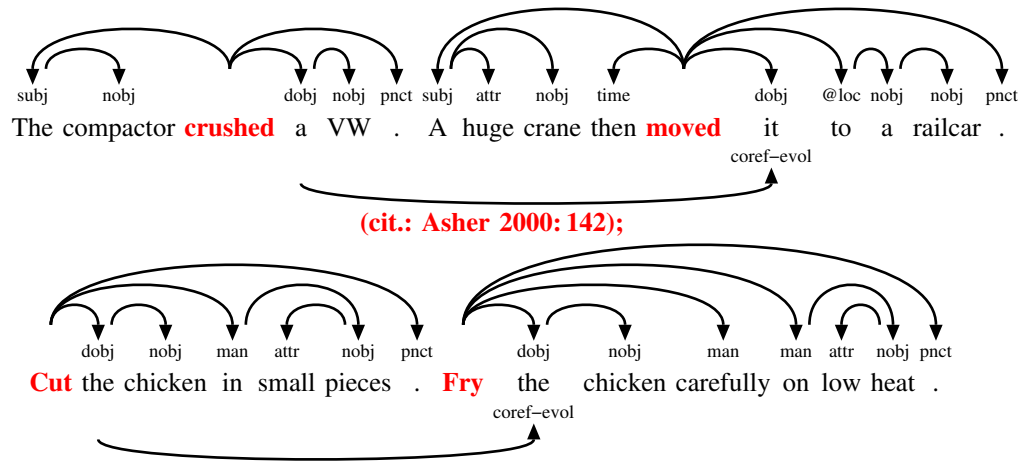 subj nobj dobj nobj pnct subj attr nobj time dobj @loc nobj nobj pnct
The compactor crushed a VW . A huge crane then moved it to a railcar .
coref−evol
(cit.: Asher 2000: 142);
dobj nobj man attr nobj pnct dobj nobj man man attr nobj pnct
Cut the chicken in small pieces . Fry the chicken carefully on low heat .
coref−evol